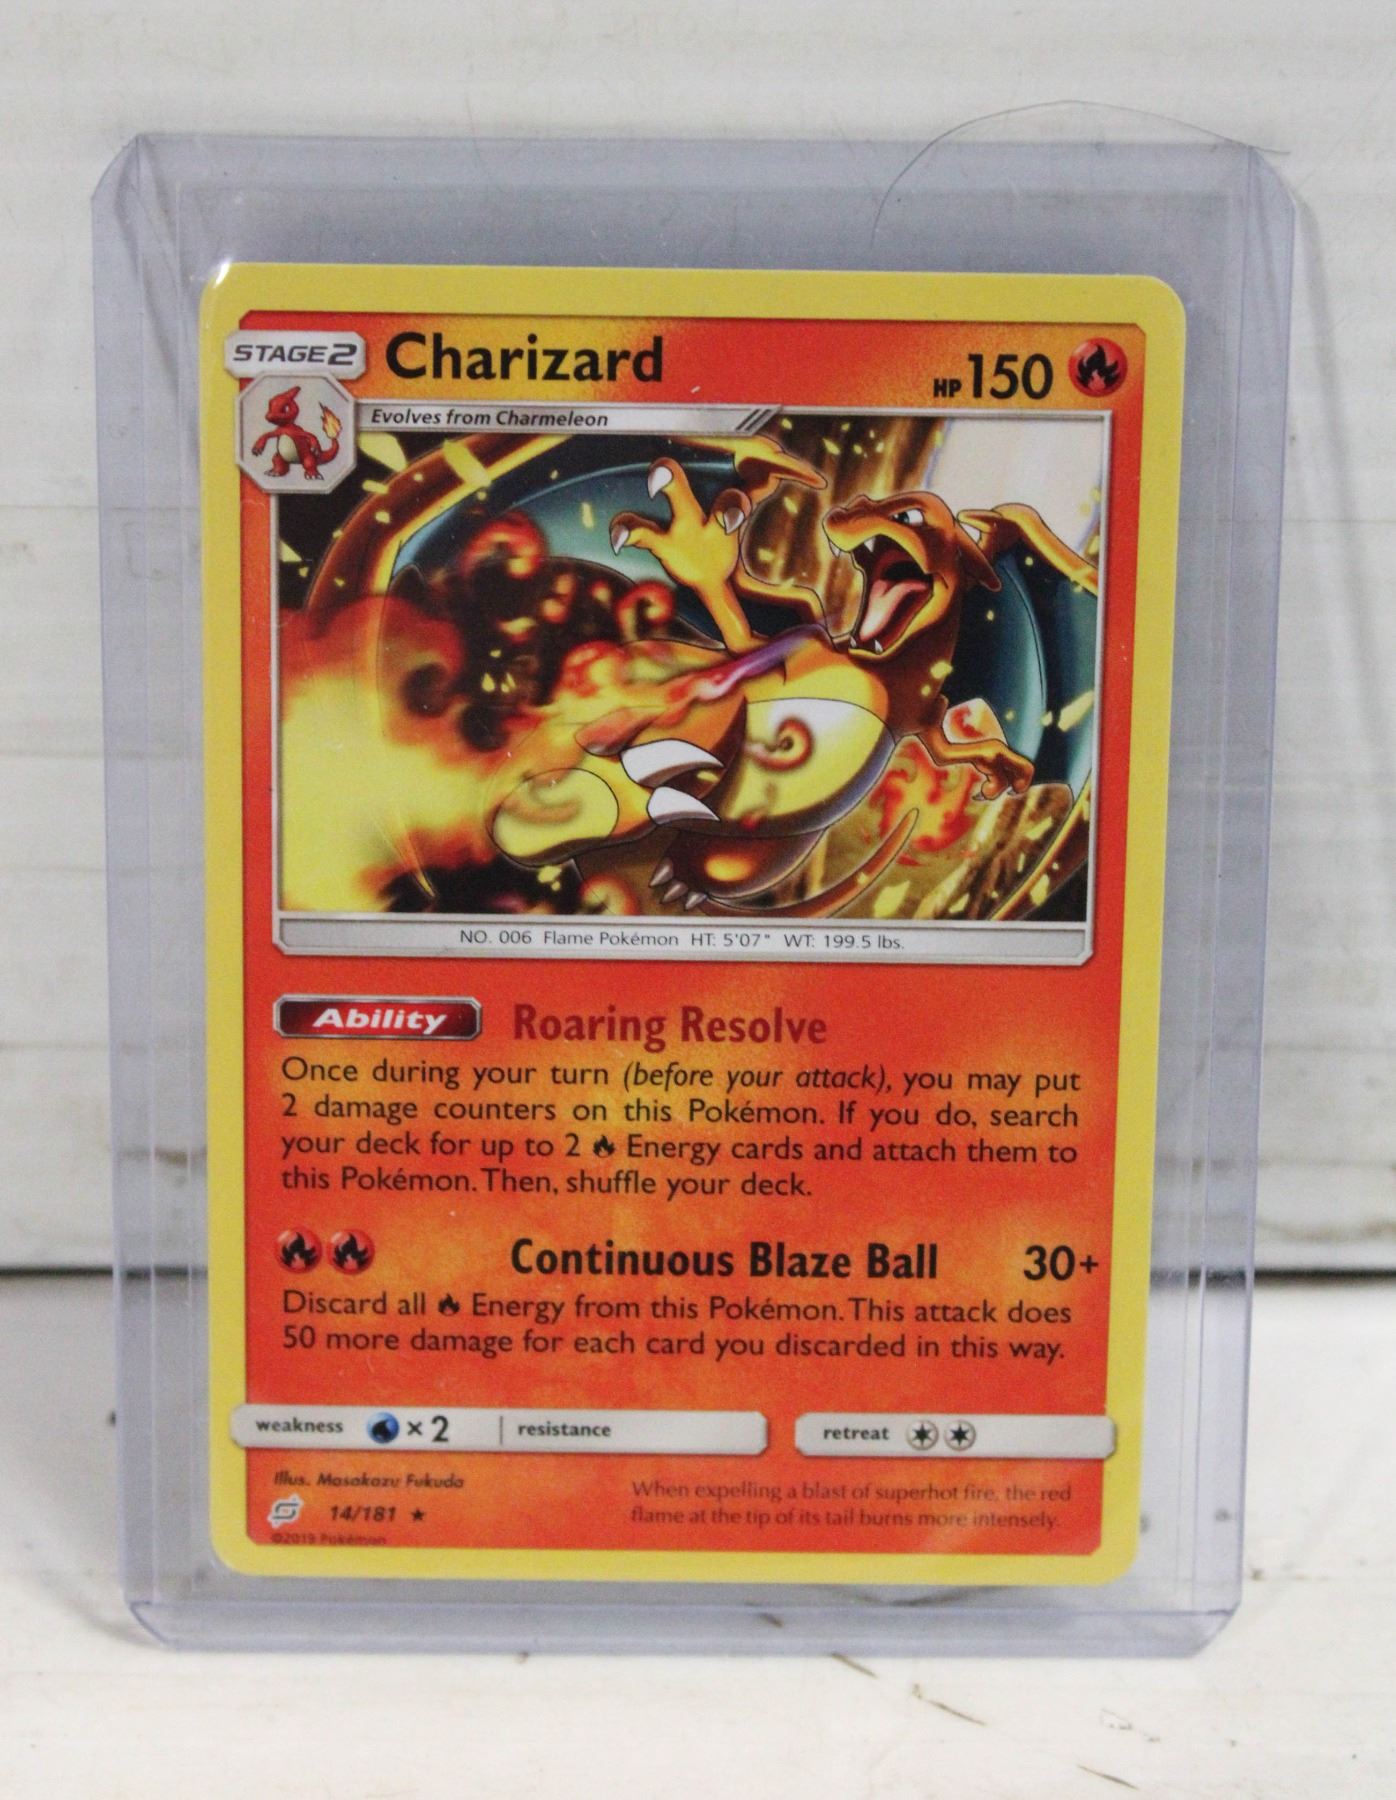 STAGE2 Charizard HP150
Evolves from Charmeleon
NO. 006 Flame Pokémon HT: 5'07" WT: 199.5 lbs.
Ability Roaring Resolve
Once during your turn (before your attack), you may put
2 damage counters on this Pokémon. If you do, search
your deck for up to 2 Energy cards and attach them to
this Pokémon. Then, shuffle your deck.
Continuous Blaze Ball 30+
Discard all Energy from this Pokémon. This attack does
50 more damage for each card you discarded in this way.
weakness ×2 resistance retreat
Illus. Masakazu Fukuda
14/181 ★
©2019 Pokémon
When expelling a blast of superhot fire, the red
flame at the tip of its tail burns more intensely.